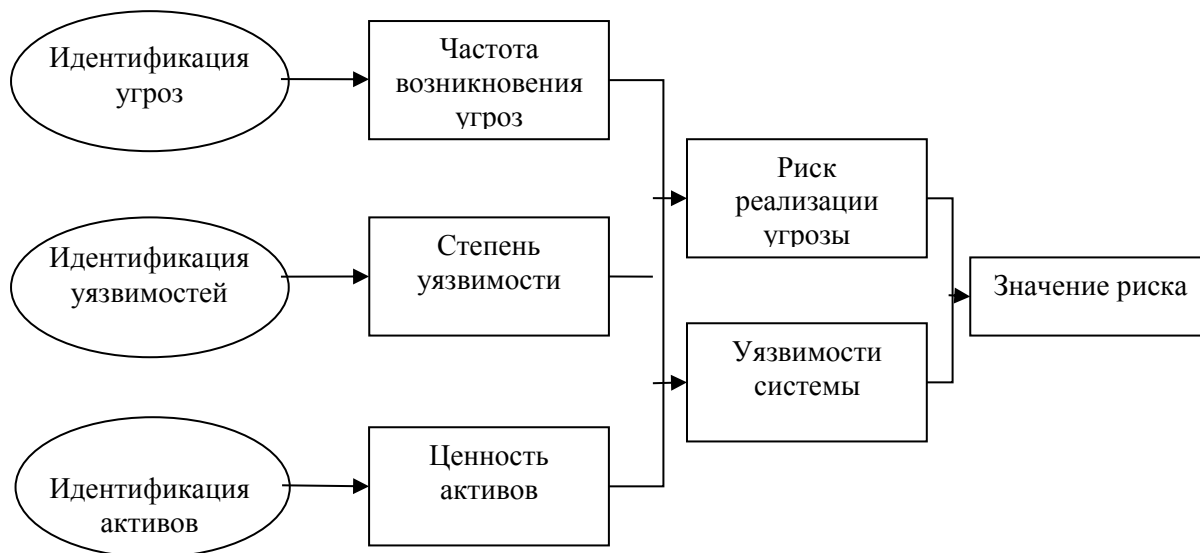 Идентификация
угроз
Частота
возникновения
угроз
Идентификация
уязвимостей
Степень
уязвимости
Идентификация
активов
Ценность
активов
Риск
реализации
угрозы
Уязвимости
системы
Значение риска